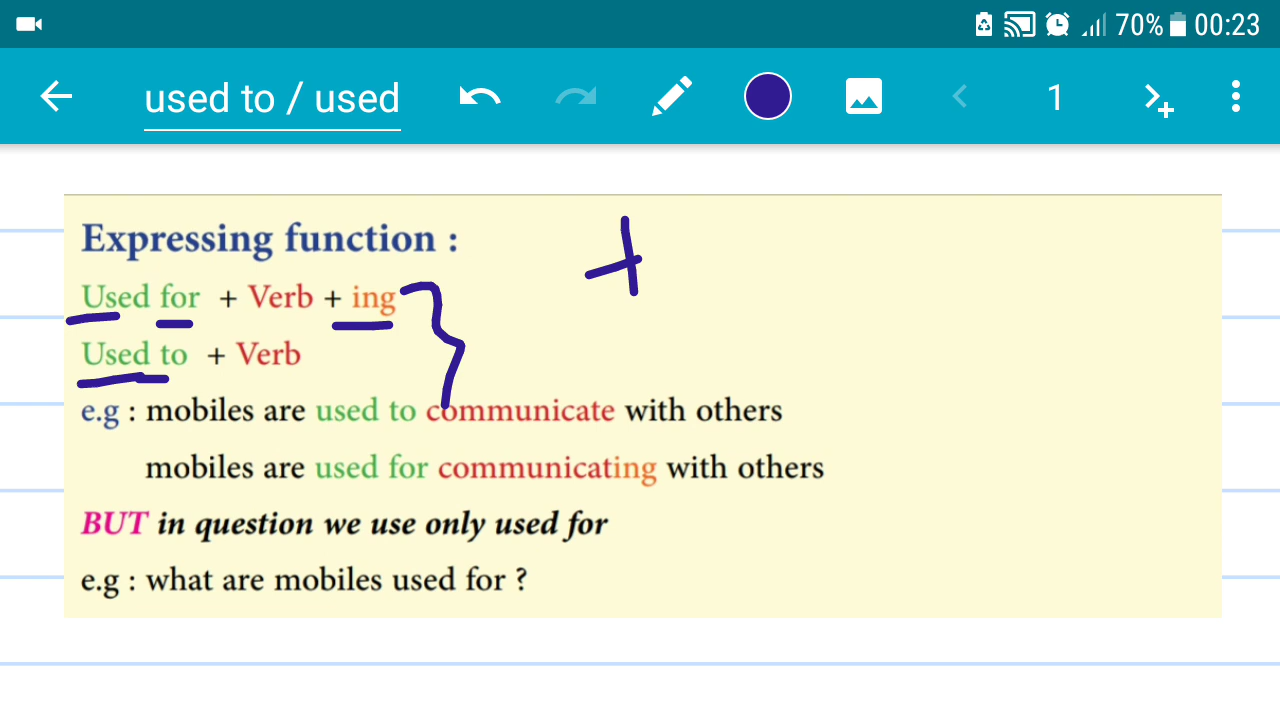 70% 00:23
used to / used
1
Expressing function :
Used for + Verb + ing
Used to + Verb
e.g : mobiles are used to communicate with others
mobiles are used for communicating with others
BUT in question we use only used for
e.g : what are mobiles used for ?